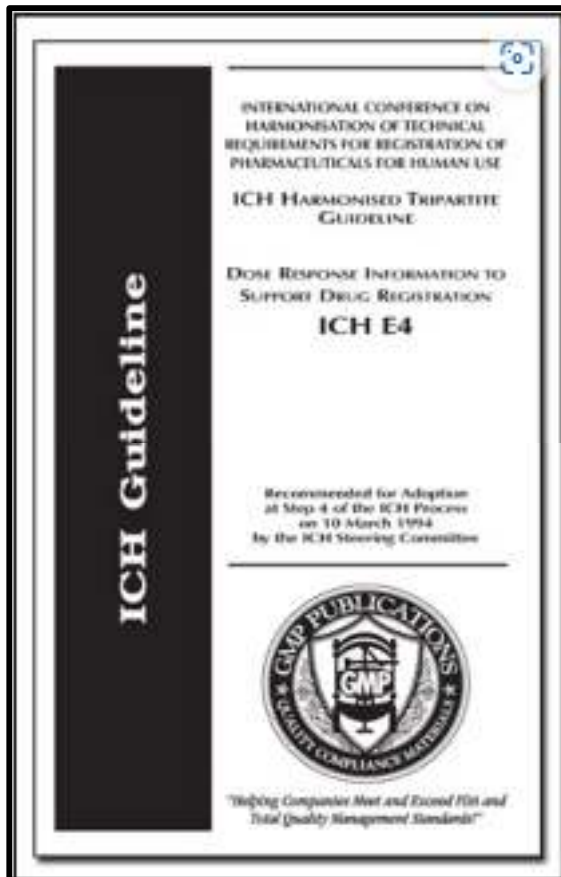 INTERNATIONAL CONFERENCE ON
HARMONISATION OF TECHNICAL
REQUIREMENTS FOR REGISTRATION OF
PHARMACEUTICALS FOR HUMAN USE
ICH HARMONISED TRIPARTITE
GUIDELINE
DOSE RESPONSE INFORMATION TO
SUPPORT DRUG REGISTRATION
ICH E4
ICH Guideline
Recommended for Adoption
at Step 4 of the ICH Process
on 10 March 1994
by the ICH Steering Committee
GMP PUBLICATIONS
GMP
QUALITY COMPLIANCE MATERIALS
"Helping Companies Meet and Exceed FDA and
Total Quality Management Standards!"